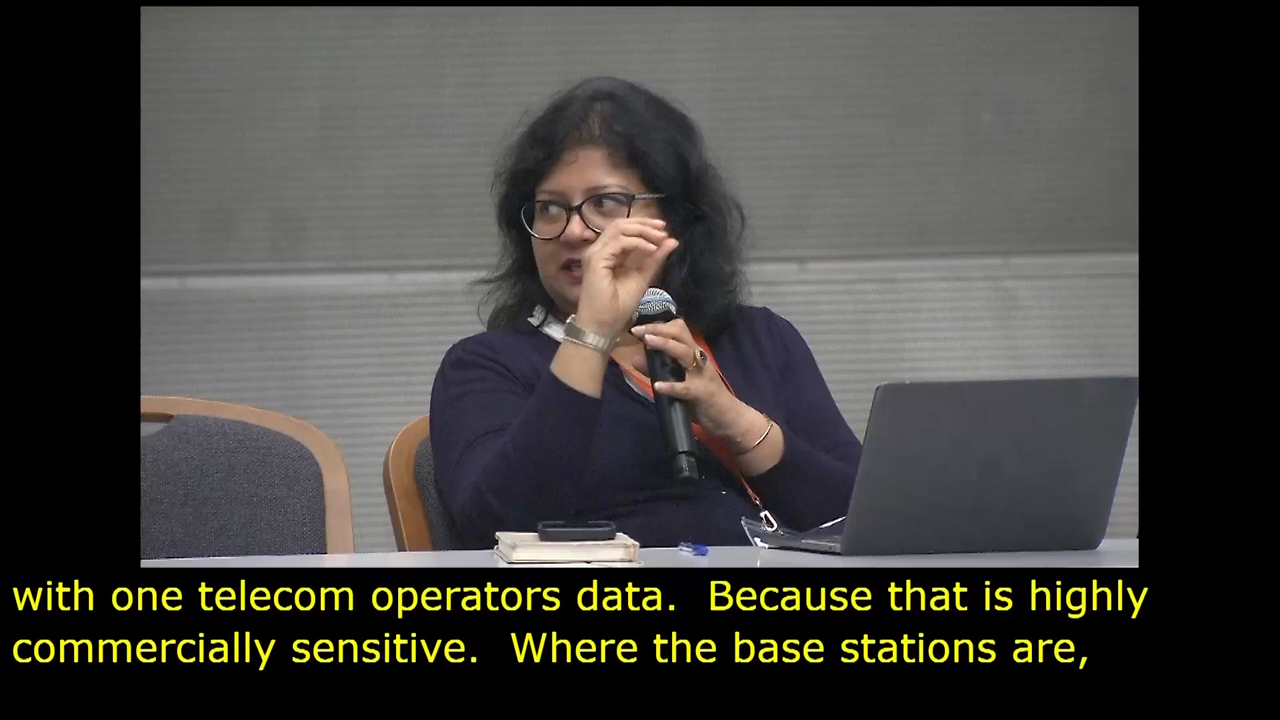 with one telecom operators data.  Because that is highly
commercially sensitive.  Where the base stations are,